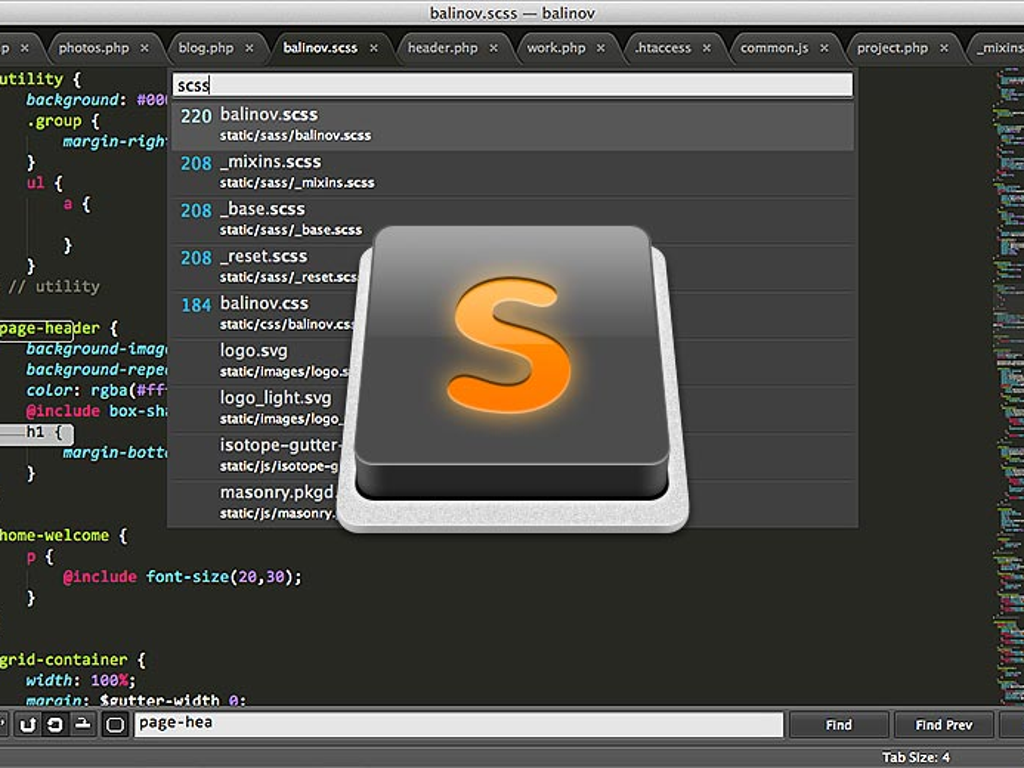 balinov.scss — balinov
p × photos.php × blog.php × balinov.scss × header.php × work.php × .htaccess × common.js × project.php × _mixins
scss
220 balinov.scss
static/sass/balinov.scss
208 _mixins.scss
static/sass/_mixins.scss
208 _base.scss
static/sass/_base.scss
208 _reset.scss
static/sass/_reset.scss
184 balinov.css
static/css/balinov.css
logo.svg
static/images/logo.s
logo_light.svg
static/images/logo_
isotope-gutter-
static/js/isotope-g
masonry.pkgd
static/js/masonry.
S
utility {
background: #00
.group {
margin-righ
}
ul {
a {
}
}
// utility
page-header {
background-imag
background-repe
color: rgba(#ff
@include box-sha
h1 {
margin-botto
}
home-welcome {
p {
@include font-size(20,30);
}
grid-container {
width: 100%;
margin: $gutter-width 0;
page-hea
Find
Find Prev
Tab Size: 4